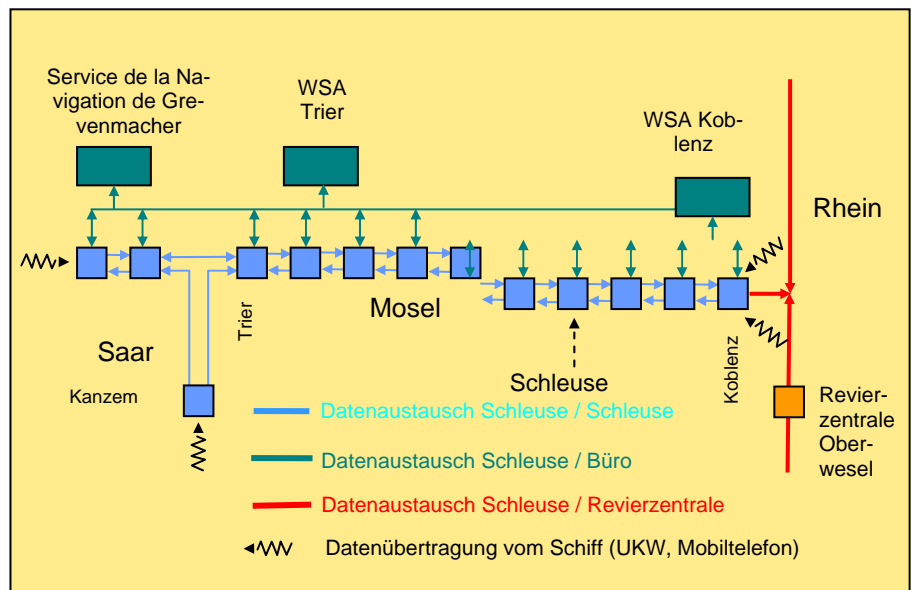 Service de la Na-
vigation de Gre-
venmacher
WSA
Trier
WSA Kob-
lenz
Rhein
Mosel
Trier
Saar
Kanzem
Schleuse
Koblenz
Revier-
zentrale
Ober-
wesel
Datenaustausch Schleuse / Schleuse
Datenaustausch Schleuse / Büro
Datenaustausch Schleuse / Revierzentrale
Datenübertragung vom Schiff (UKW, Mobiltelefon)